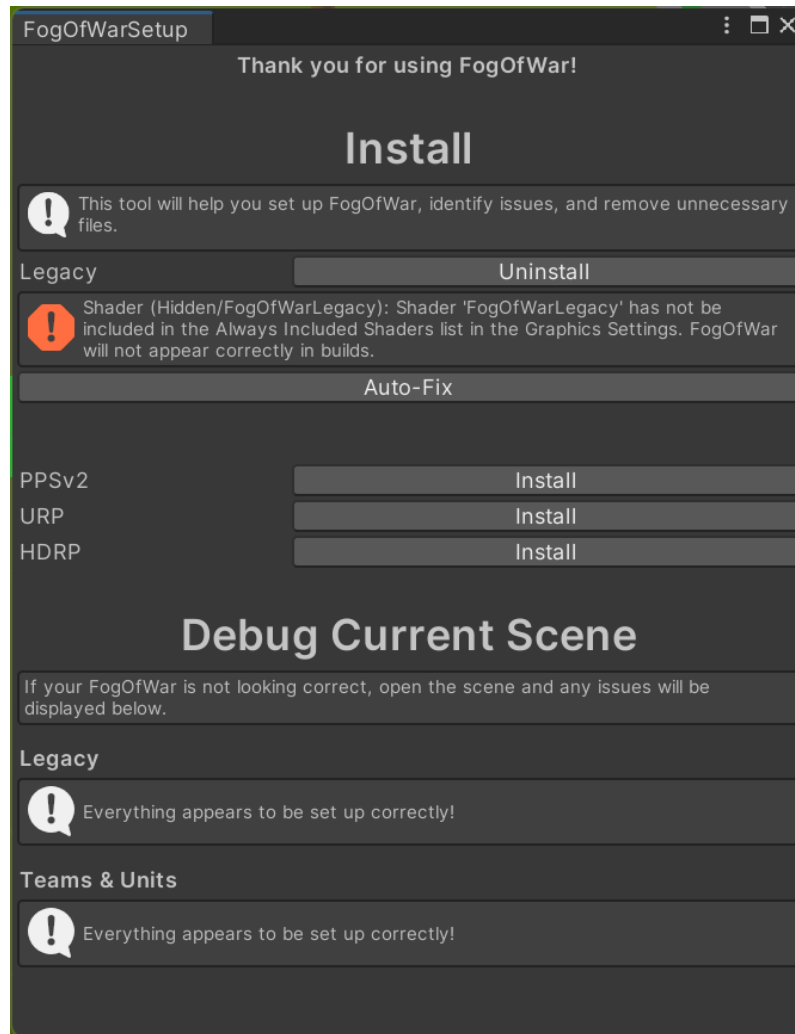 FogOfWarSetup
Thank you for using FogOfWar!
Install
This tool will help you set up FogOfWar, identify issues, and remove unnecessary
files.
Legacy Uninstall
Shader (Hidden/FogOfWarLegacy): Shader 'FogOfWarLegacy' has not be
included in the Always Included Shaders list in the Graphics Settings. FogOfWar
will not appear correctly in builds.
Auto-Fix
PPSv2 Install
URP Install
HDRP Install
Debug Current Scene
If your FogOfWar is not looking correct, open the scene and any issues will be
displayed below.
Legacy
Everything appears to be set up correctly!
Teams & Units
Everything appears to be set up correctly!